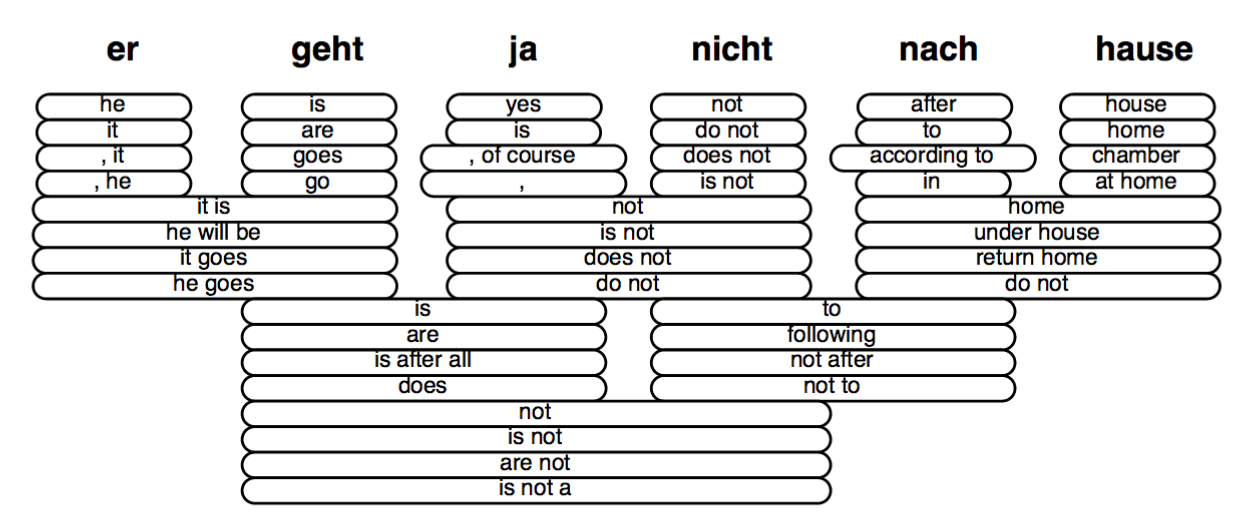 er geht ja nicht nach hause
he is yes not after house
it are is do not to home
, it goes , of course does not according to chamber
, he go , is not in at home
it is not home
he will be is not under house
it goes does not return home
he goes do not do not
is to
are following
is after all not after
does not to
not
is not
are not
is not a